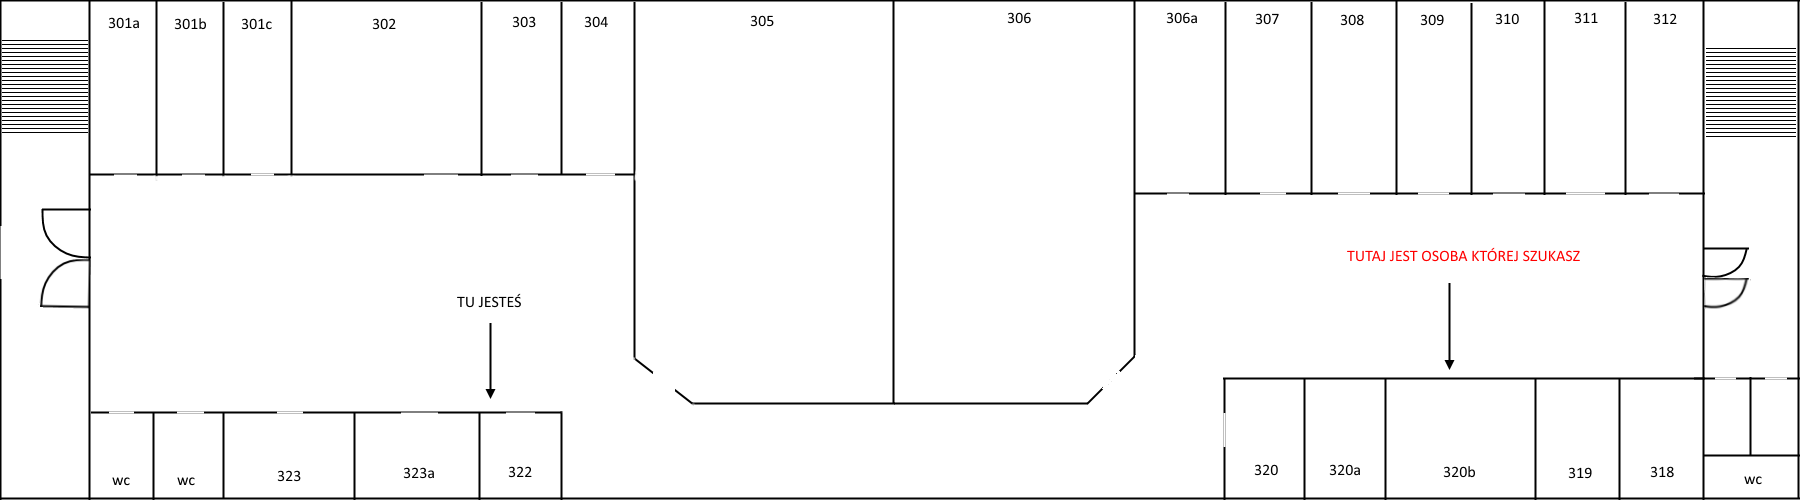 301a 301b 301c 302 303 304 305 306 306a 307 308 309 310 311 312
TUTAJ JEST OSOBA KTÓREJ SZUKASZ
TU JESTEŚ
wc wc 323 323a 322 320 320a 320b 319 318 wc